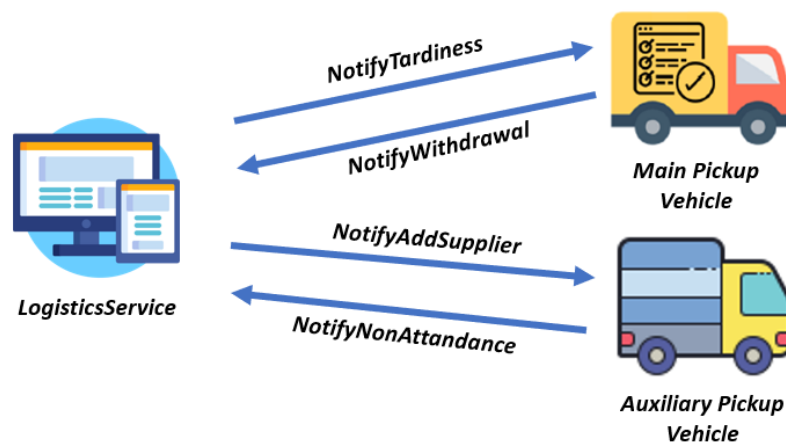 NotifyTardiness
NotifyWithdrawal
Main Pickup
Vehicle
NotifyAddSupplier
LogisticsService
NotifyNonAttandance
Auxiliary Pickup
Vehicle